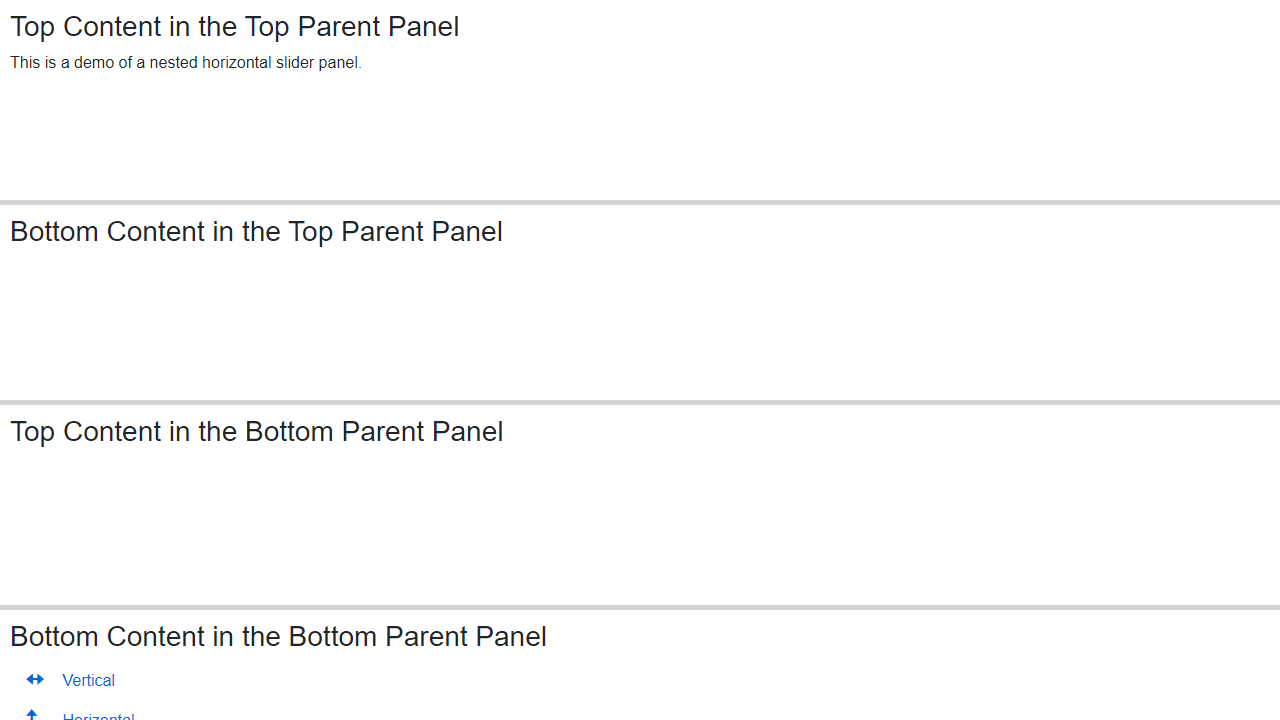 Top Content in the Top Parent Panel
This is a demo of a nested horizontal slider panel.
Bottom Content in the Top Parent Panel
Top Content in the Bottom Parent Panel
Bottom Content in the Bottom Parent Panel
Vertical
Horizontal